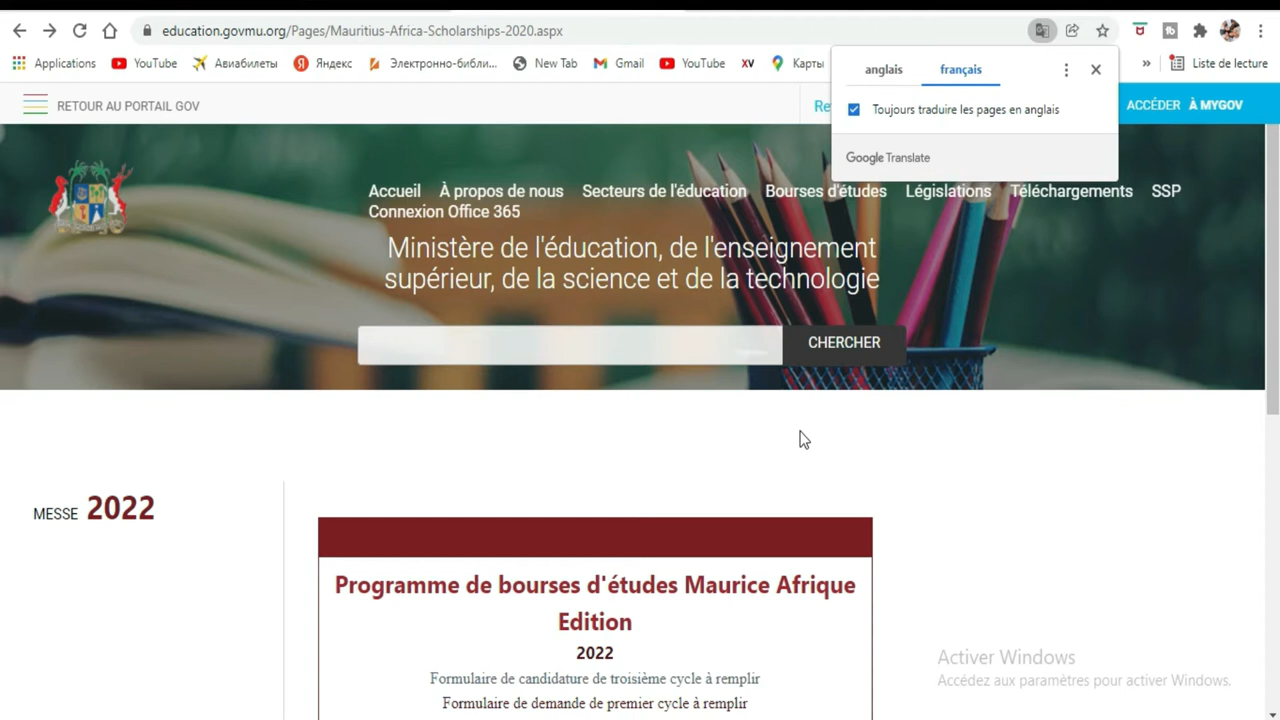 education.govmu.org/Pages/Mauritius-Africa-Scholarships-2020.aspx
Applications YouTube Авиабилеты Яндекс Электронно-библи... New Tab Gmail YouTube XV Карты » Liste de lecture
anglais français
Toujours traduire les pages en anglais
Google Translate
RETOUR AU PORTAIL GOV Re ACCÉDER À MYGOV
Accueil À propos de nous Secteurs de l'éducation Bourses d'études Législations Téléchargements SSP
Connexion Office 365
Ministère de l'éducation, de l'enseignement
supérieur, de la science et de la technologie
CHERCHER
MESSE 2022
Programme de bourses d'études Maurice Afrique
Edition
2022
Formulaire de candidature de troisième cycle à remplir
Formulaire de demande de premier cycle à remplir
Activer Windows
Accédez aux paramètres pour activer Windows.